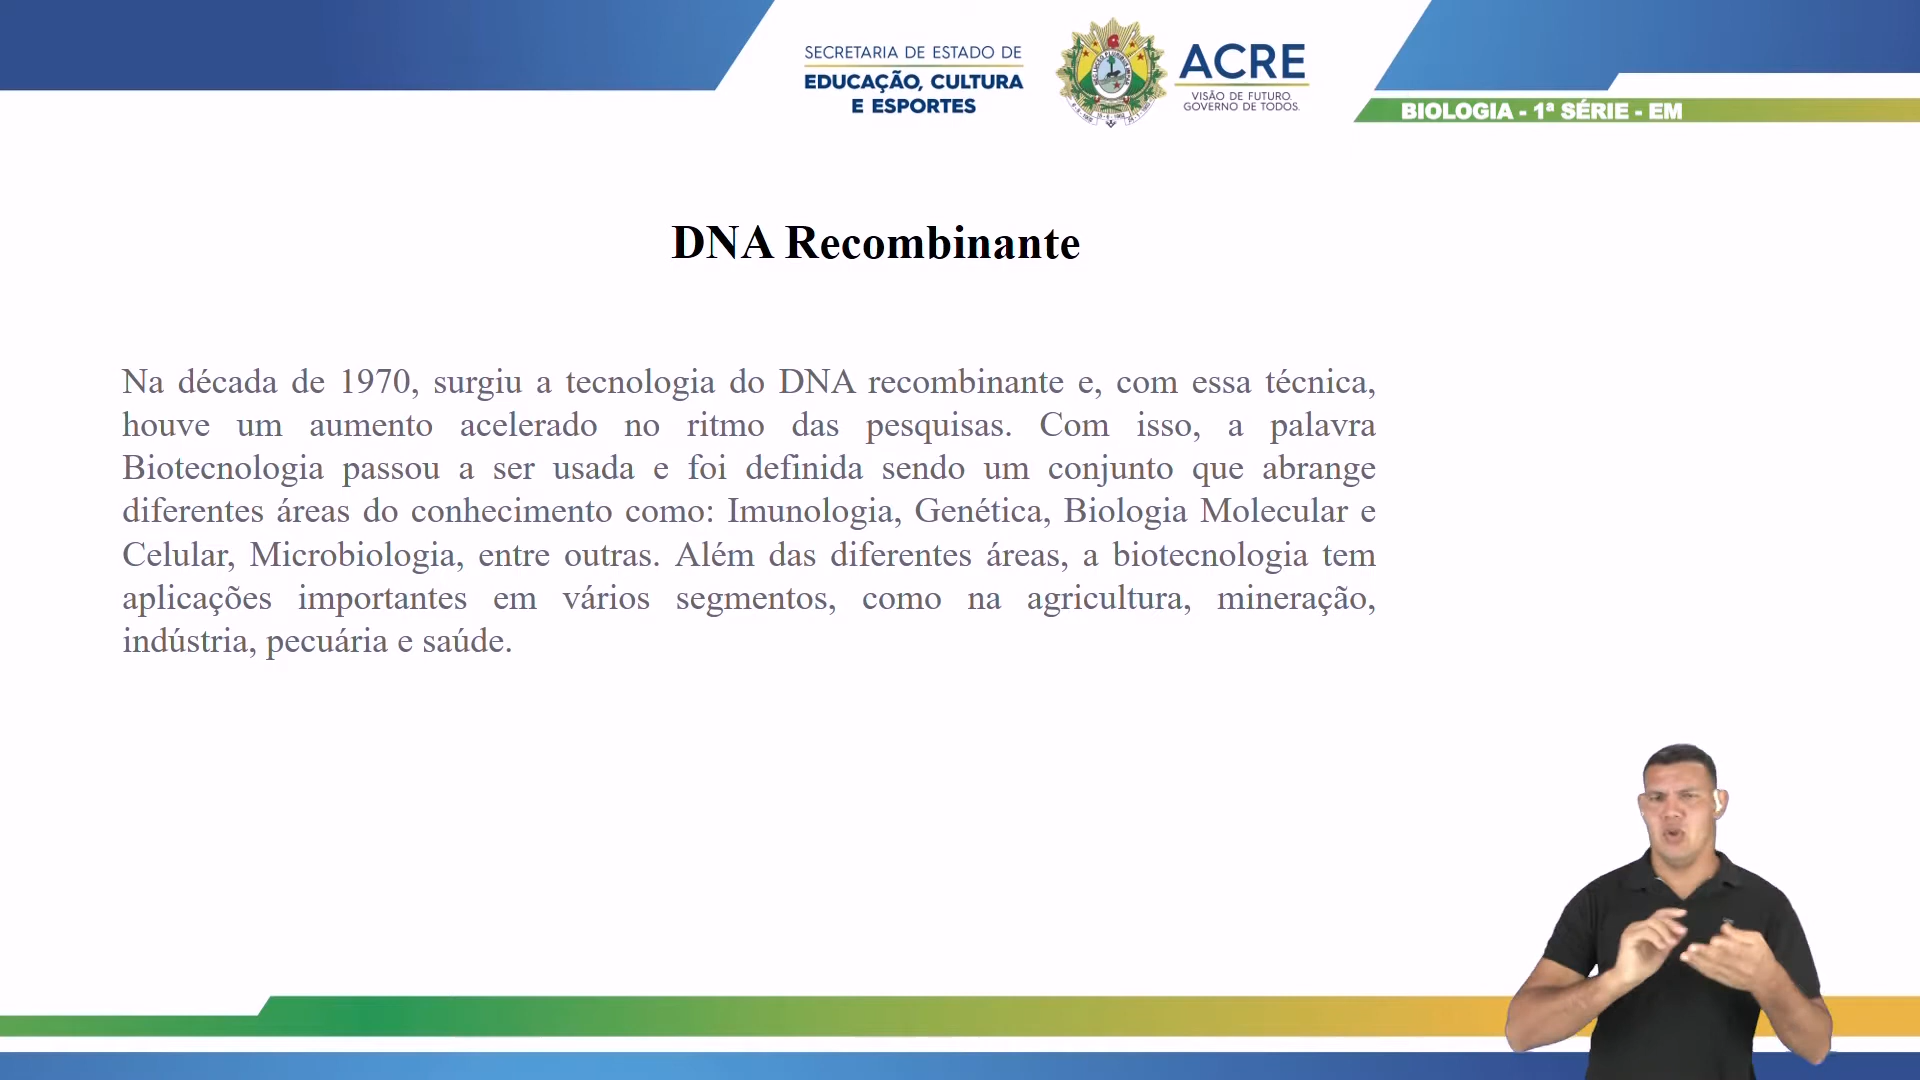 SECRETARIA DE ESTADO DE
EDUCAÇÃO, CULTURA
E ESPORTES
ACRE
VISÃO DE FUTURO.
GOVERNO DE TODOS.
BIOLOGIA - 1ª SÉRIE - EM
DNA Recombinante
Na década de 1970, surgiu a tecnologia do DNA recombinante e, com essa técnica,
houve um aumento acelerado no ritmo das pesquisas. Com isso, a palavra
Biotecnologia passou a ser usada e foi definida sendo um conjunto que abrange
diferentes áreas do conhecimento como: Imunologia, Genética, Biologia Molecular e
Celular, Microbiologia, entre outras. Além das diferentes áreas, a biotecnologia tem
aplicações importantes em vários segmentos, como na agricultura, mineração,
indústria, pecuária e saúde.